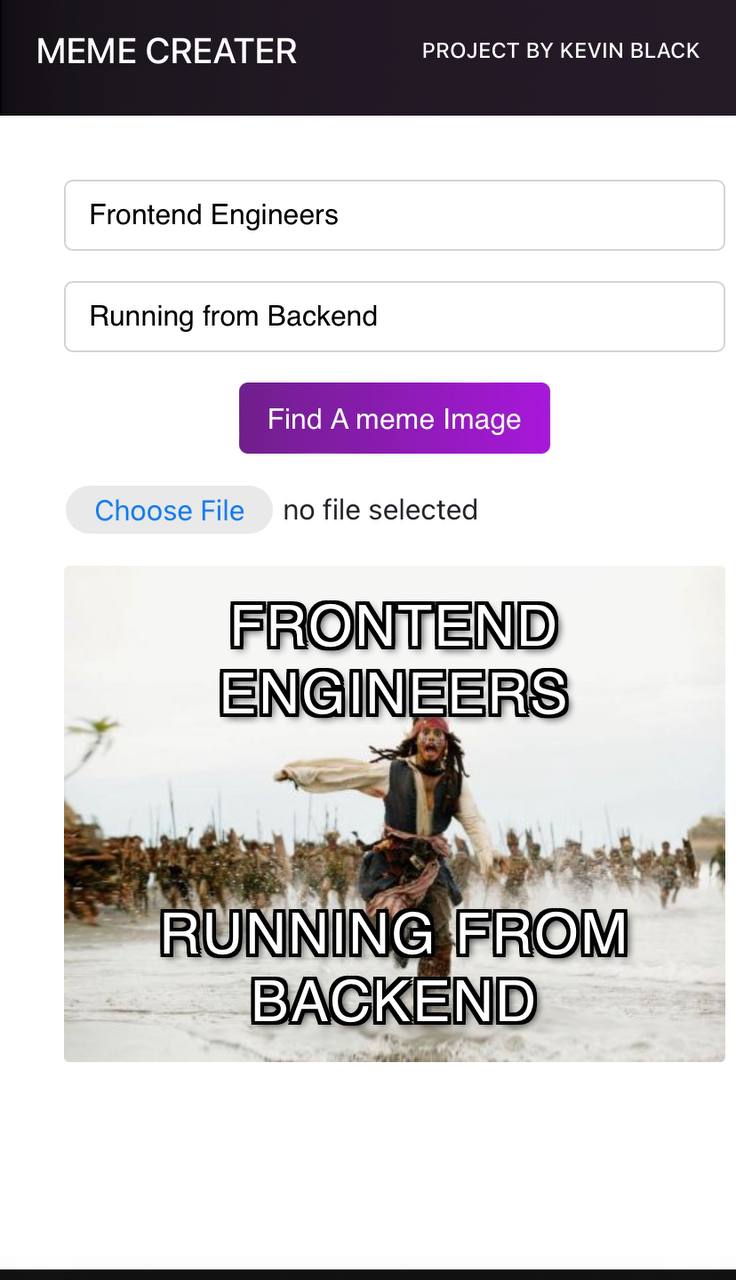 MEME CREATER
PROJECT BY KEVIN BLACK
Frontend Engineers
Running from Backend
Find A meme Image
Choose File no file selected
FRONTEND
ENGINEERS
RUNNING FROM
BACKEND